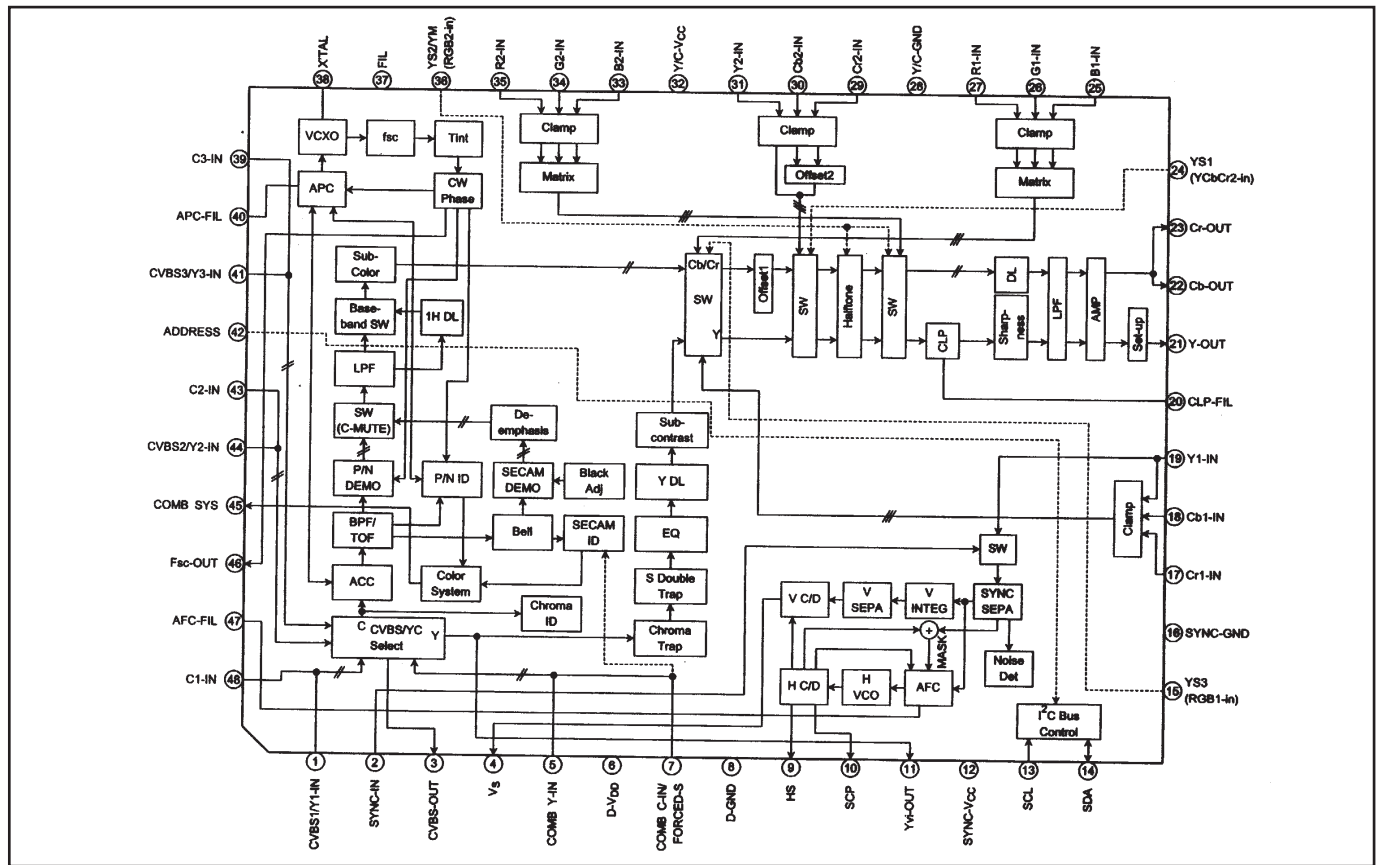 X'TAL
FIL
YS2/YM
(RGB2-in)
R2-IN
G2-IN
B2-IN
Y/C-VCC
Y2-IN
Cb2-IN
Cr2-IN
Y/C-GND
R1-IN
G1-IN
B1-IN
38
37
36
35
34
33
32
31
30
29
28
27
26
25
VCXO
fsc
Tint
Clamp
Clamp
Clamp
C3-IN 39
APC
CW
Phase
Matrix
Offset2
Matrix
24 YS1
(YCbCr2-in)
APC-FIL 40
23 Cr-OUT
CVBS3/Y3-IN 41
Sub-
Color
Cb/Cr
SW
Y
Offset1
SW
Halftone
SW
DL
LPF
AMP
22 Cb-OUT
ADDRESS 42
Base-
band SW
1H DL
CLP
Sharp-
ness
Set-up
21 Y-OUT
C2-IN 43
LPF
20 CLP-FIL
CVBS2/Y2-IN 44
SW
(C-MUTE)
De-
emphasis
Sub-
contrast
19 Y1-IN
COMB SYS 45
P/N
DEMO
P/N ID
SECAM
DEMO
Black
Adj
Y DL
Clamp
18 Cb1-IN
Fsc-OUT 46
BPF/
TOF
Bell
SECAM
ID
EQ
SW
17 Cr1-IN
AFC-FIL 47
ACC
Color
System
S Double
Trap
V C/D
V
SEPA
V
INTEG
SYNC
SEPA
Chroma
ID
16 SYNC-GND
C CVBS/YC Y
Select
Chroma
Trap
+
MASK
Noise
Det
C1-IN 48
H C/D
H
VCO
AFC
15 YS3
(RGB1-in)
I2C Bus
Control
1
2
3
4
5
6
7
8
9
10
11
12
13
14
CVBS1/Y1-IN
SYNC-IN
CVBS-OUT
VS
COMB Y-IN
D-VDD
COMB C-IN/
FORCED-S
D-GND
HS
SCP
Yvi-OUT
SYNC-VCC
SCL
SDA